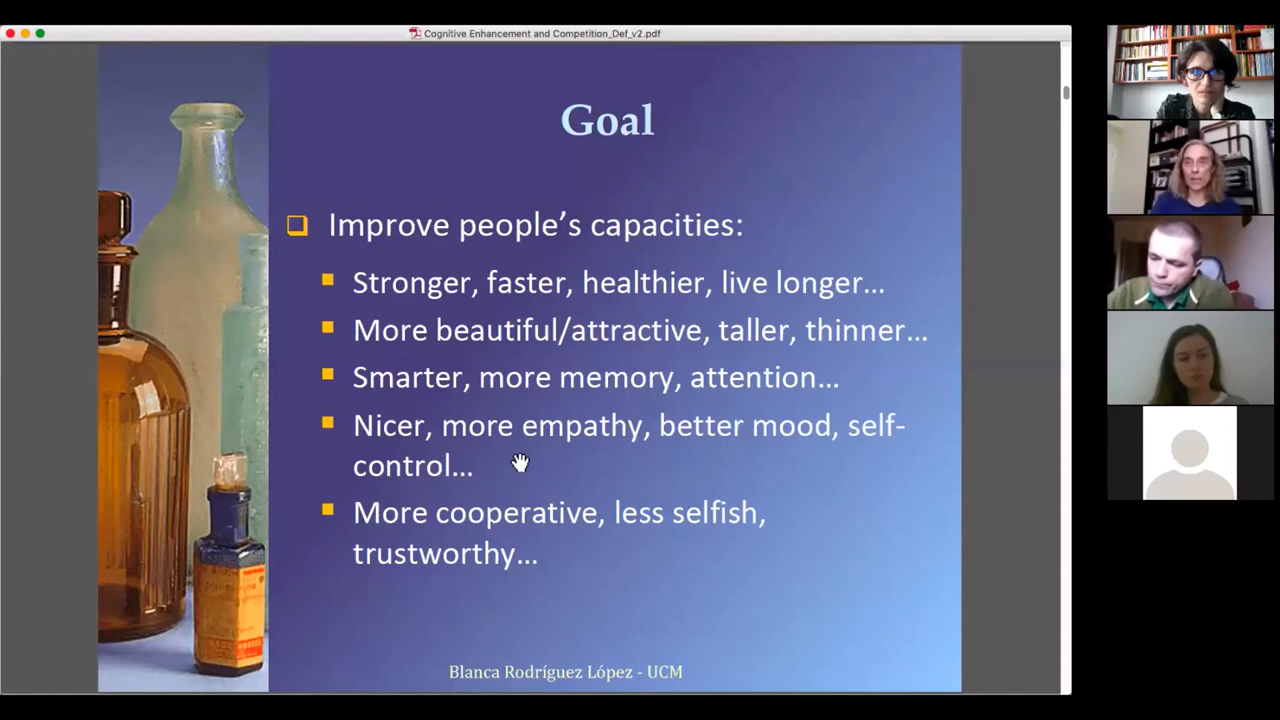 Cognitive Enhancement and Competition_Def_v2.pdf
Goal
Improve people’s capacities:
Stronger, faster, healthier, live longer…
More beautiful/attractive, taller, thinner…
Smarter, more memory, attention…
Nicer, more empathy, better mood, self-
control…
More cooperative, less selfish,
trustworthy…
Blanca Rodríguez López - UCM